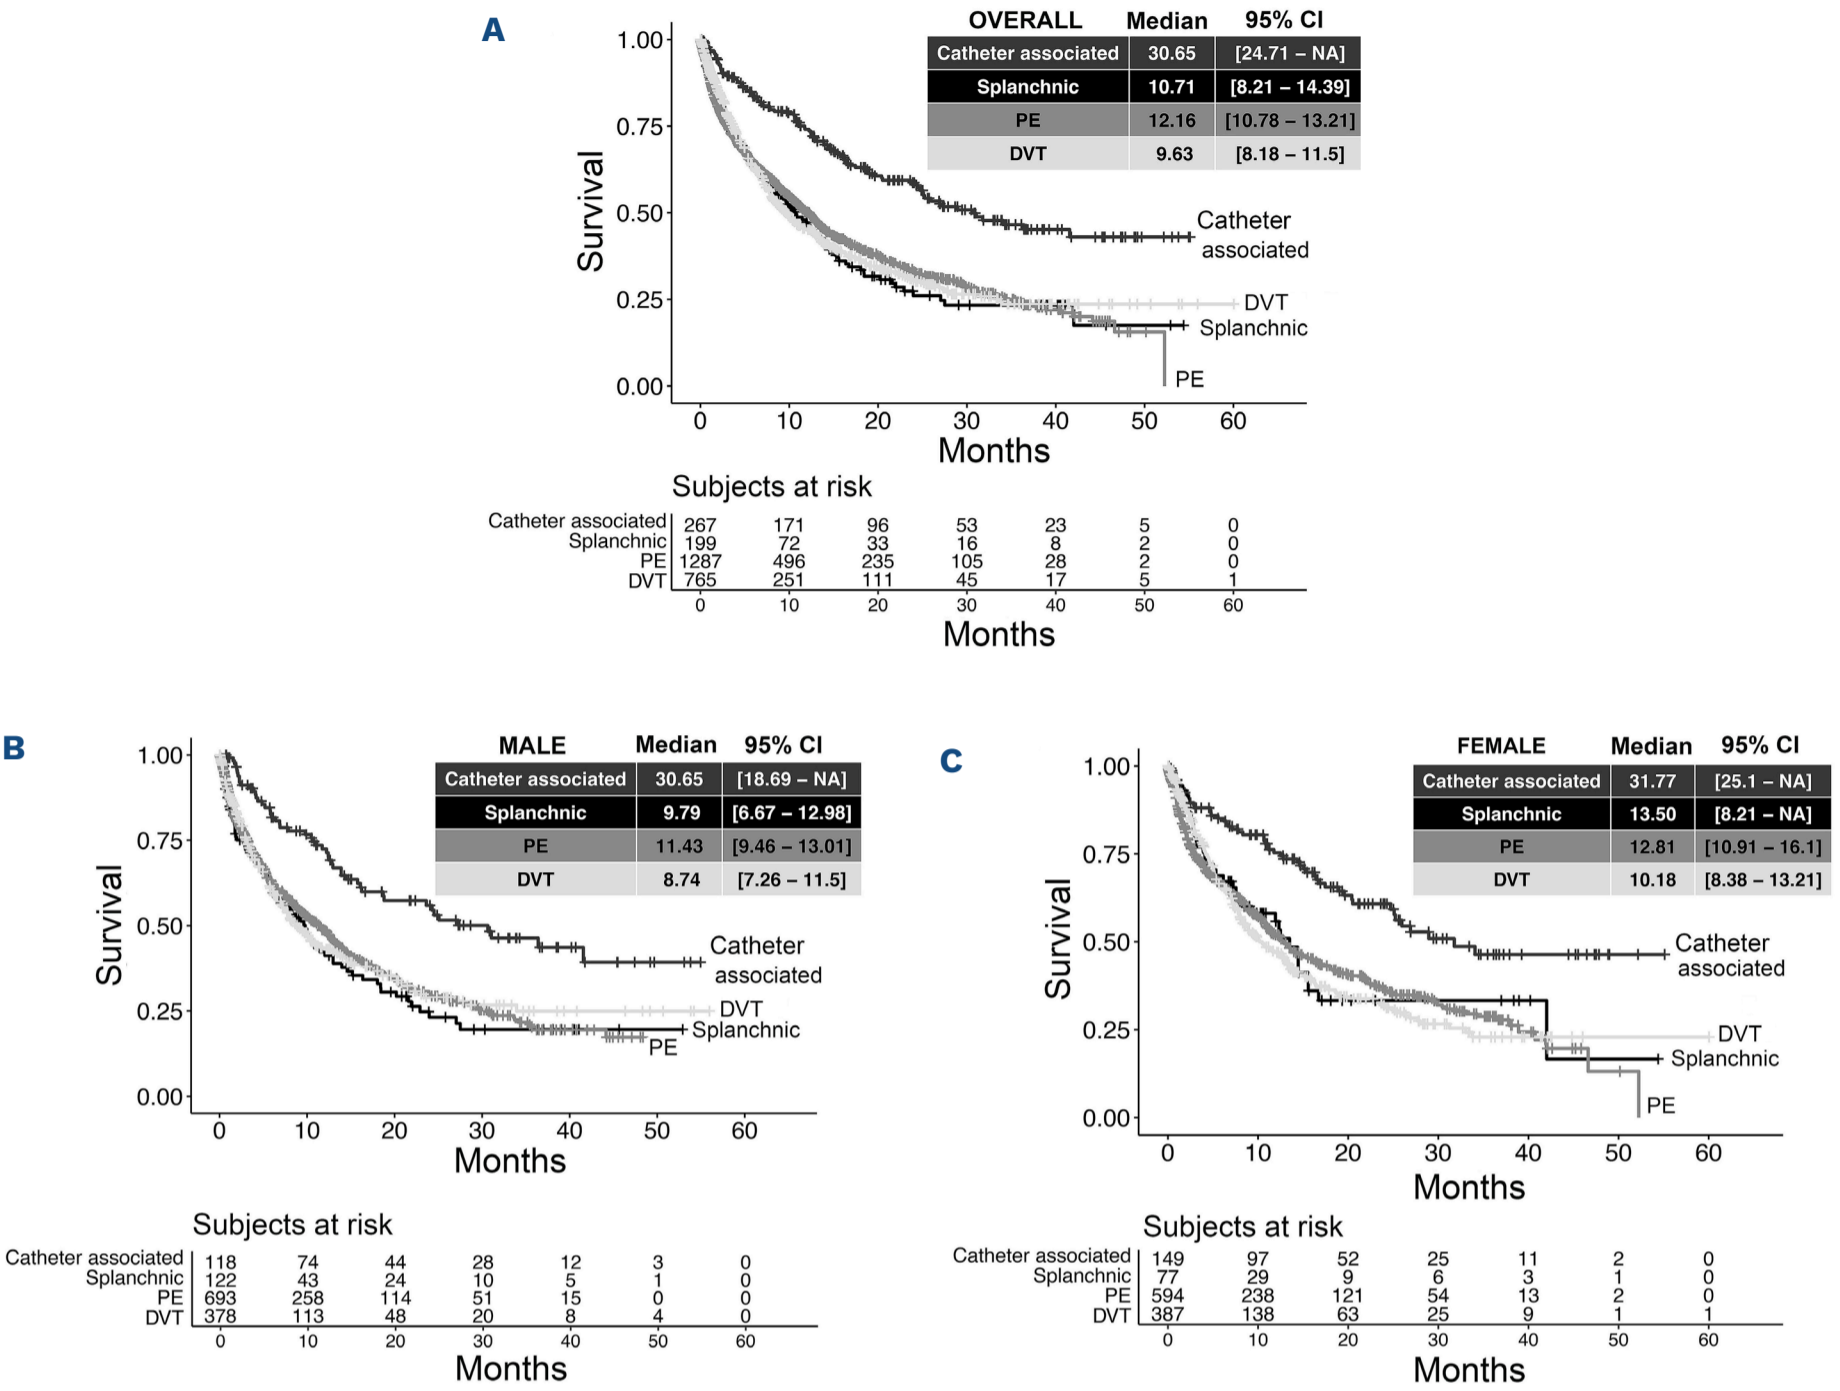 A
OVERALL Median 95% CI
Catheter associated 30.65 [24.71 – NA]
Splanchnic 10.71 [8.21 – 14.39]
PE 12.16 [10.78 – 13.21]
DVT 9.63 [8.18 – 11.5]
Survival
1.00
0.75
0.50
0.25
0.00
Catheter
associated
DVT
Splanchnic
PE
0 10 20 30 40 50 60
Months
Subjects at risk
Catheter associated 267 171 96 53 23 5 0
Splanchnic 199 72 33 16 8 2 0
PE 1287 496 235 105 28 2 0
DVT 765 251 111 45 17 5 1
0 10 20 30 40 50 60
Months
B
MALE Median 95% CI
Catheter associated 30.65 [18.69 – NA]
Splanchnic 9.79 [6.67 – 12.98]
PE 11.43 [9.46 – 13.01]
DVT 8.74 [7.26 – 11.5]
Survival
1.00
0.75
0.50
0.25
0.00
Catheter
associated
DVT
Splanchnic
PE
0 10 20 30 40 50 60
Months
Subjects at risk
Catheter associated 118 74 44 28 12 3 0
Splanchnic 122 43 24 10 5 1 0
PE 693 258 114 51 15 0 0
DVT 378 113 48 20 8 4 0
0 10 20 30 40 50 60
Months
C
FEMALE Median 95% CI
Catheter associated 31.77 [25.1 – NA]
Splanchnic 13.50 [8.21 – NA]
PE 12.81 [10.91 – 16.1]
DVT 10.18 [8.38 – 13.21]
Survival
1.00
0.75
0.50
0.25
0.00
Catheter
associated
DVT
Splanchnic
PE
0 10 20 30 40 50 60
Months
Subjects at risk
Catheter associated 149 97 52 25 11 2 0
Splanchnic 77 29 9 6 3 1 0
PE 594 238 121 54 13 2 0
DVT 387 138 63 25 9 1 1
0 10 20 30 40 50 60
Months